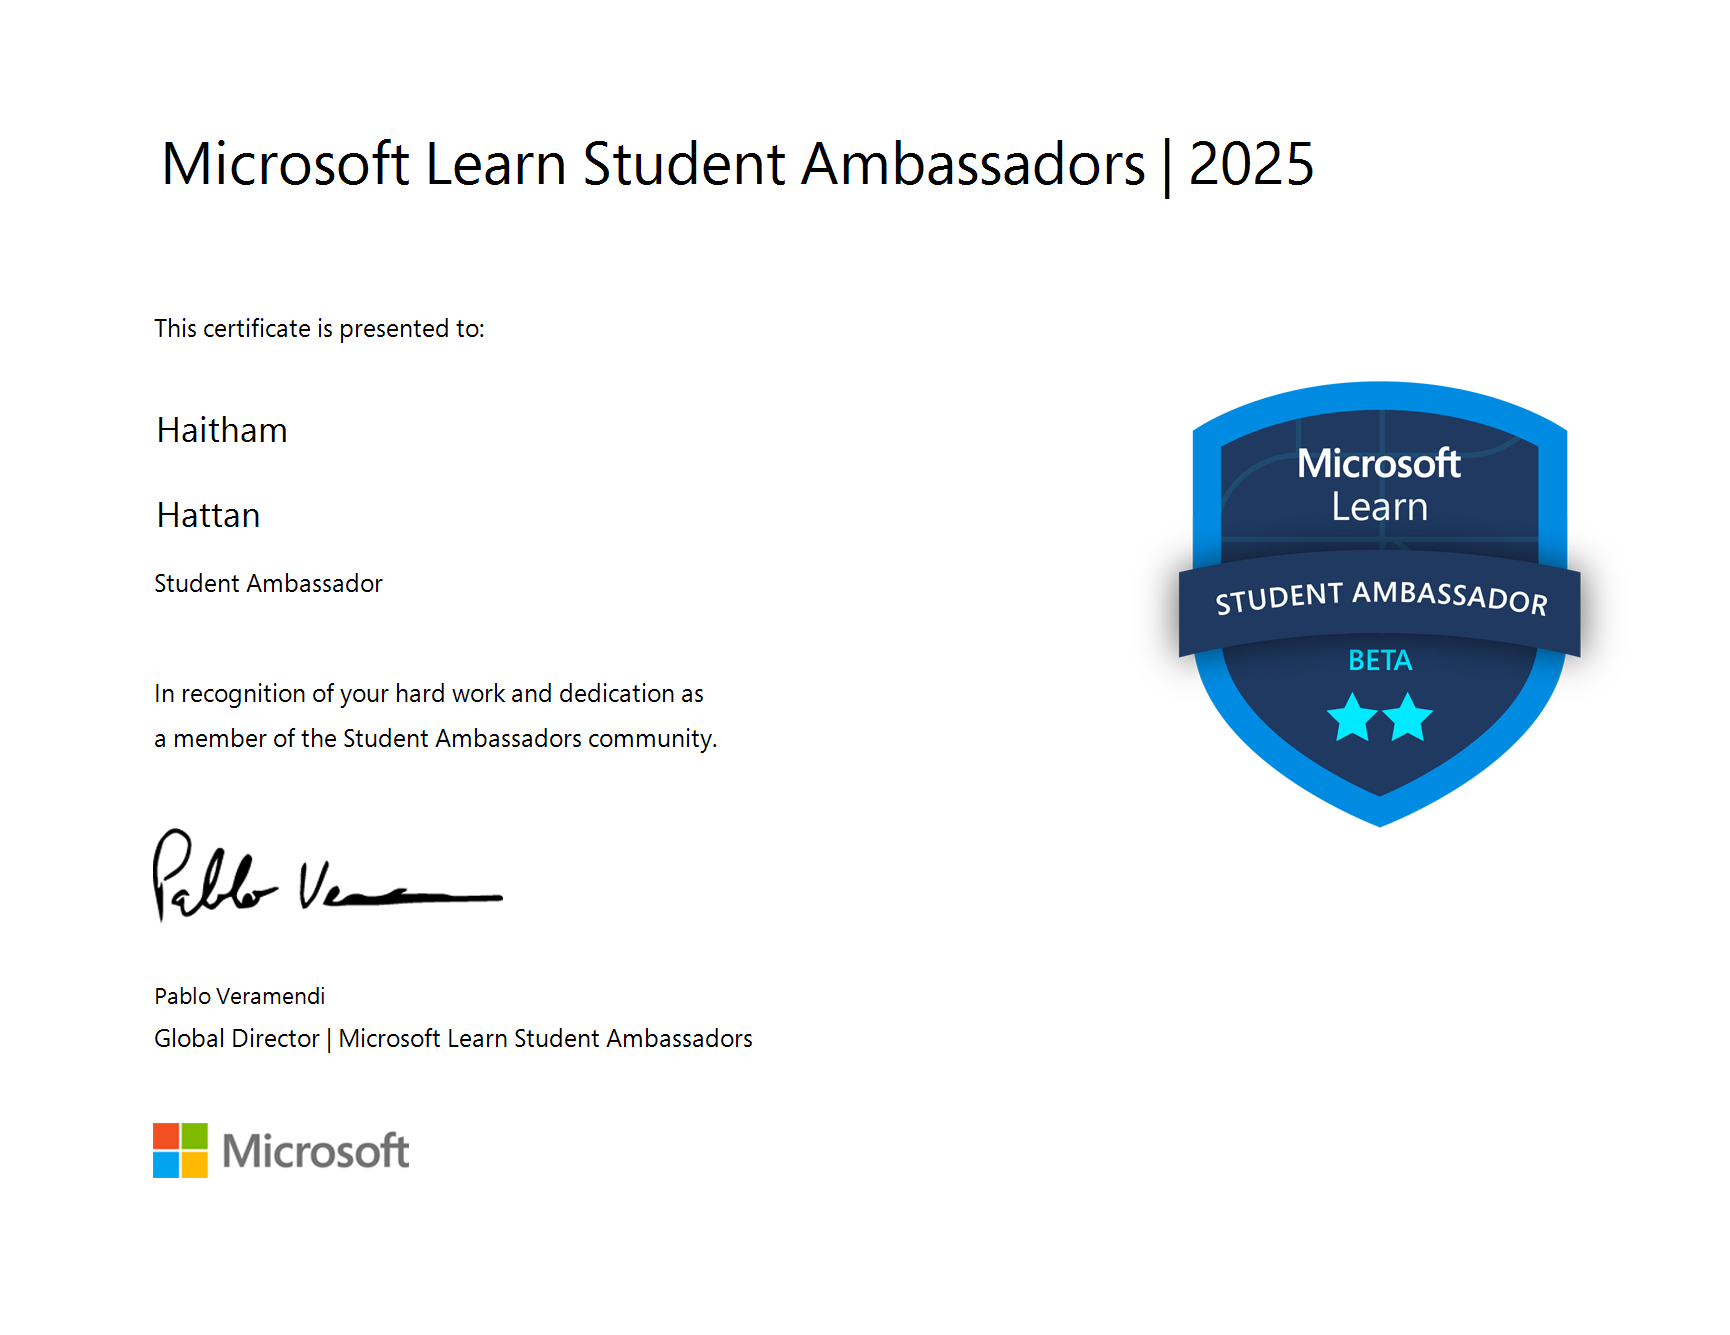 Microsoft Learn Student Ambassadors | 2025
This certificate is presented to:
Haitham
Hattan
Student Ambassador
In recognition of your hard work and dedication as
a member of the Student Ambassadors community.
Pablo Veramendi
Global Director | Microsoft Learn Student Ambassadors
Microsoft
Microsoft
Learn
STUDENT AMBASSADOR
BETA